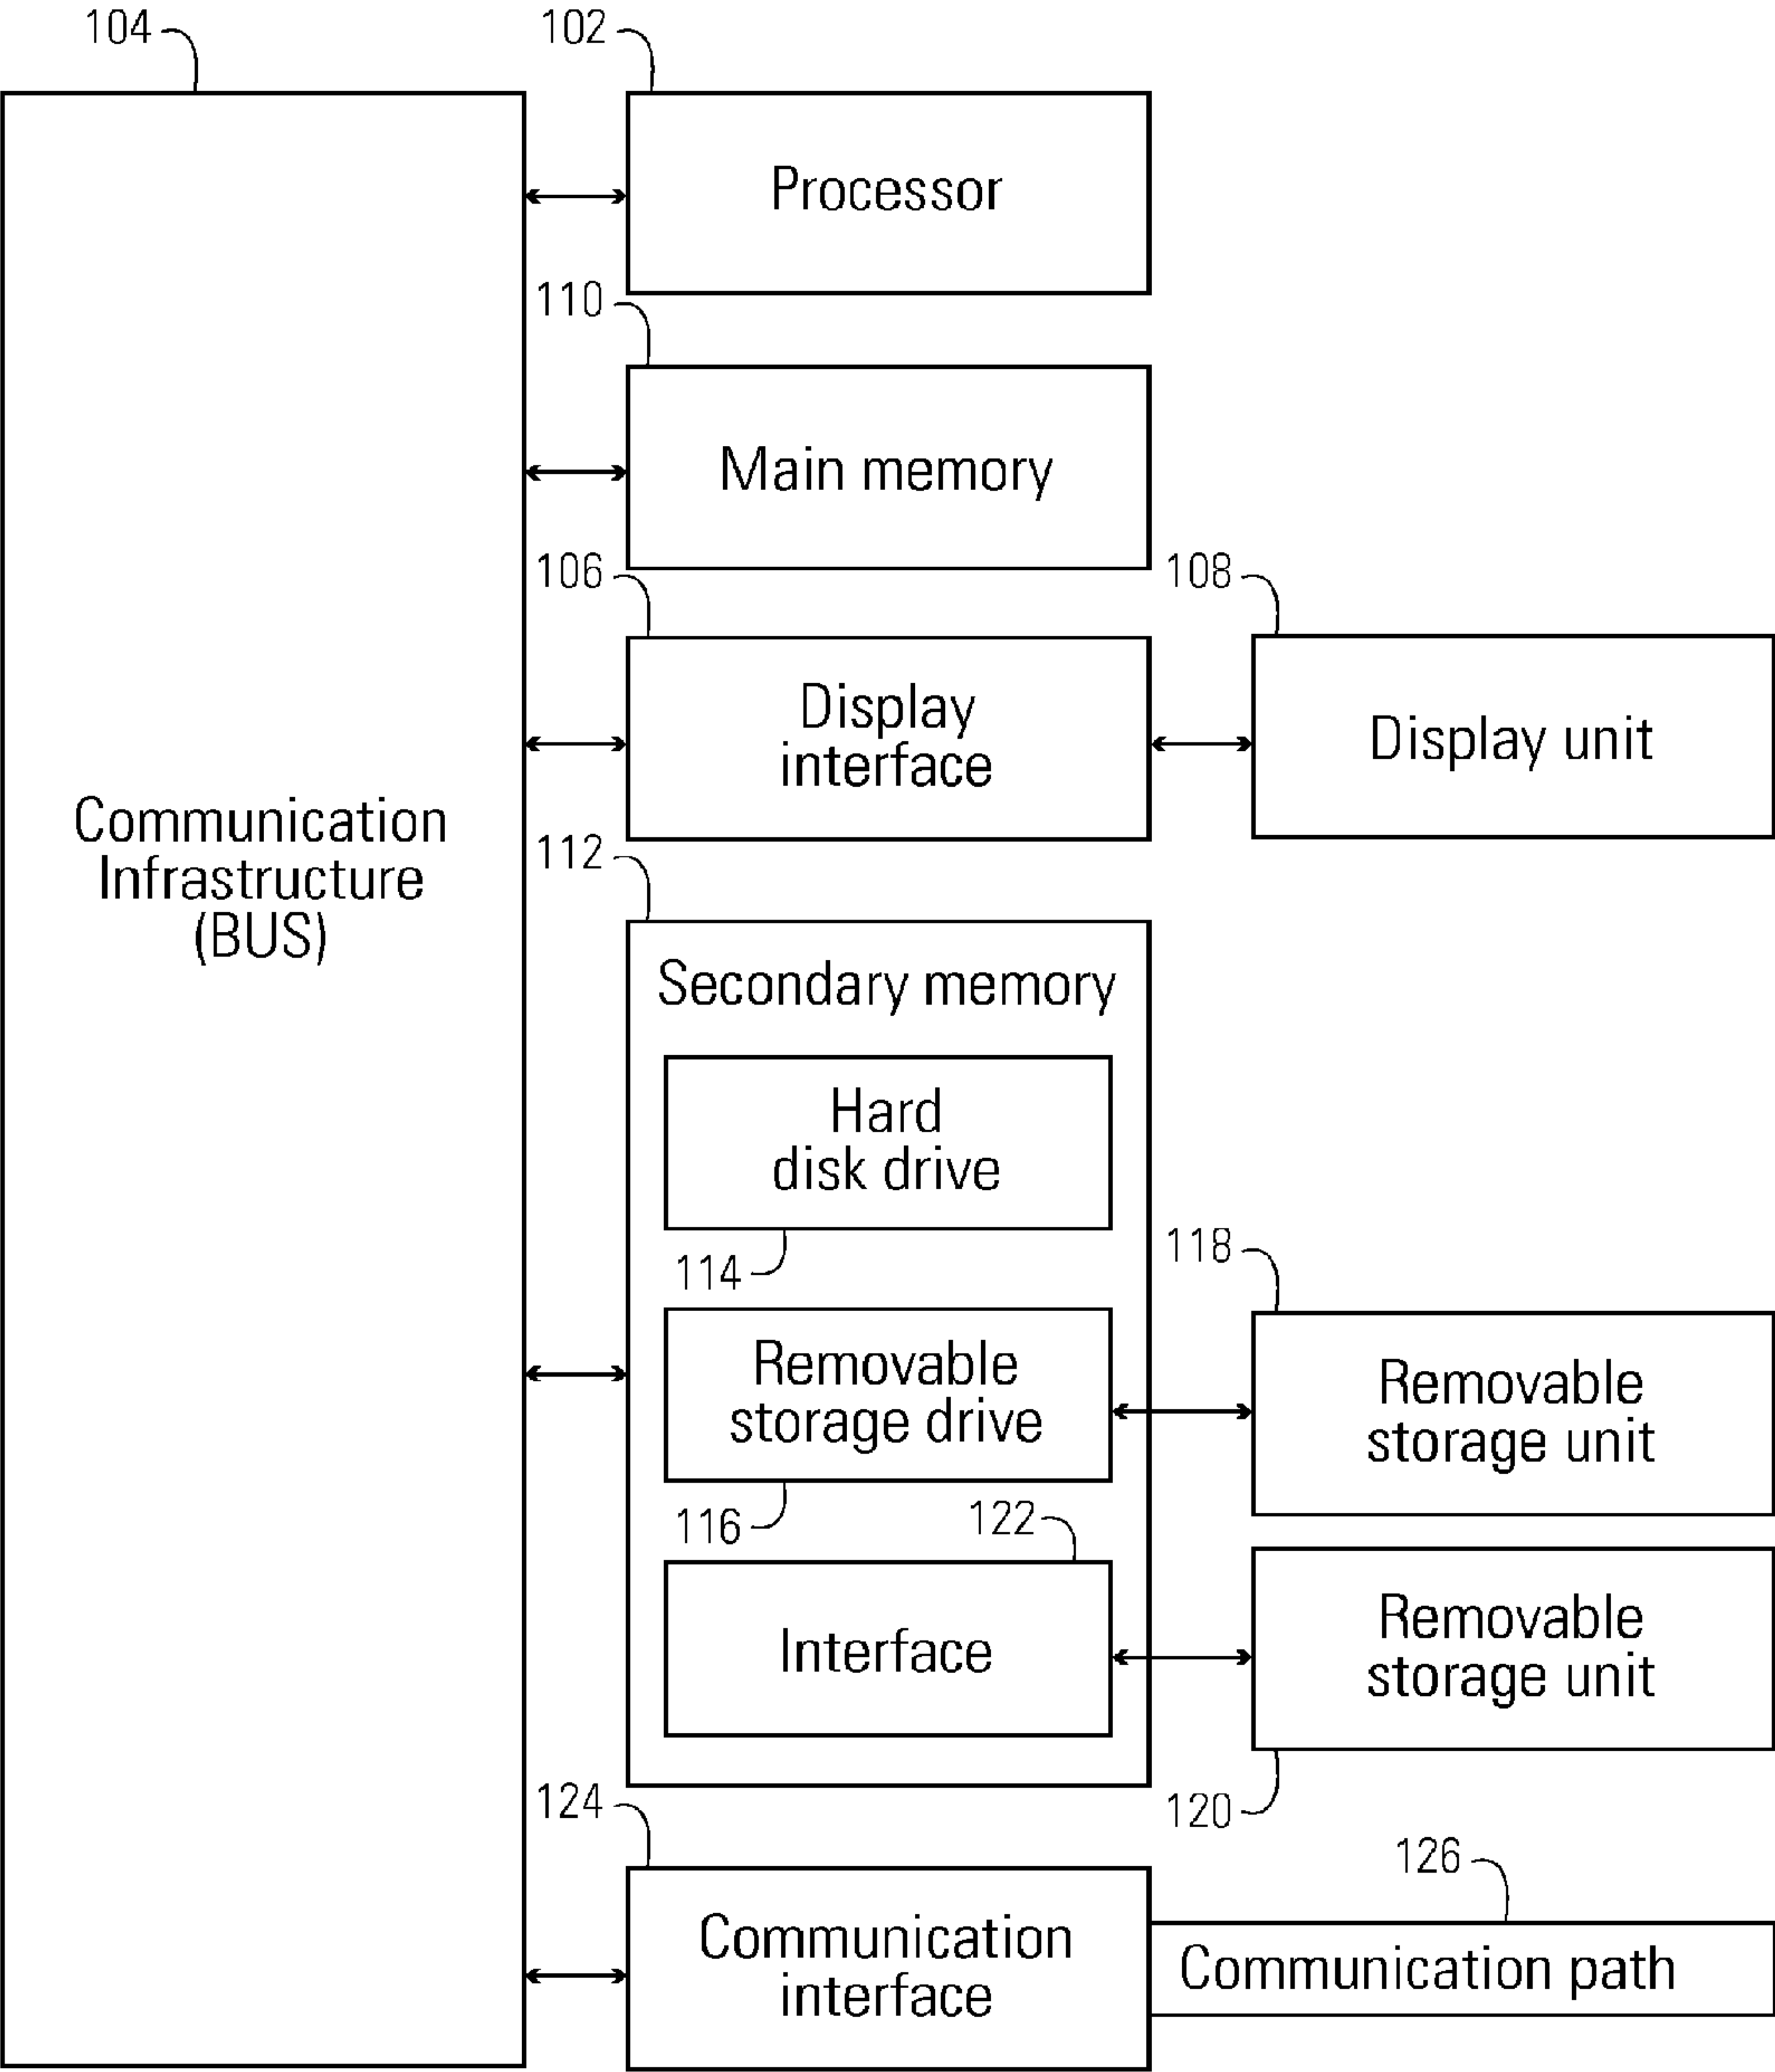 104
102
Processor
110
Main memory
106
108
Display
interface
Display unit
Communication
Infrastructure
(BUS)
112
Secondary memory
Hard
disk drive
114
118
Removable
storage drive
Removable
storage unit
116
122
Interface
Removable
storage unit
124
120
126
Communication
interface
Communication path